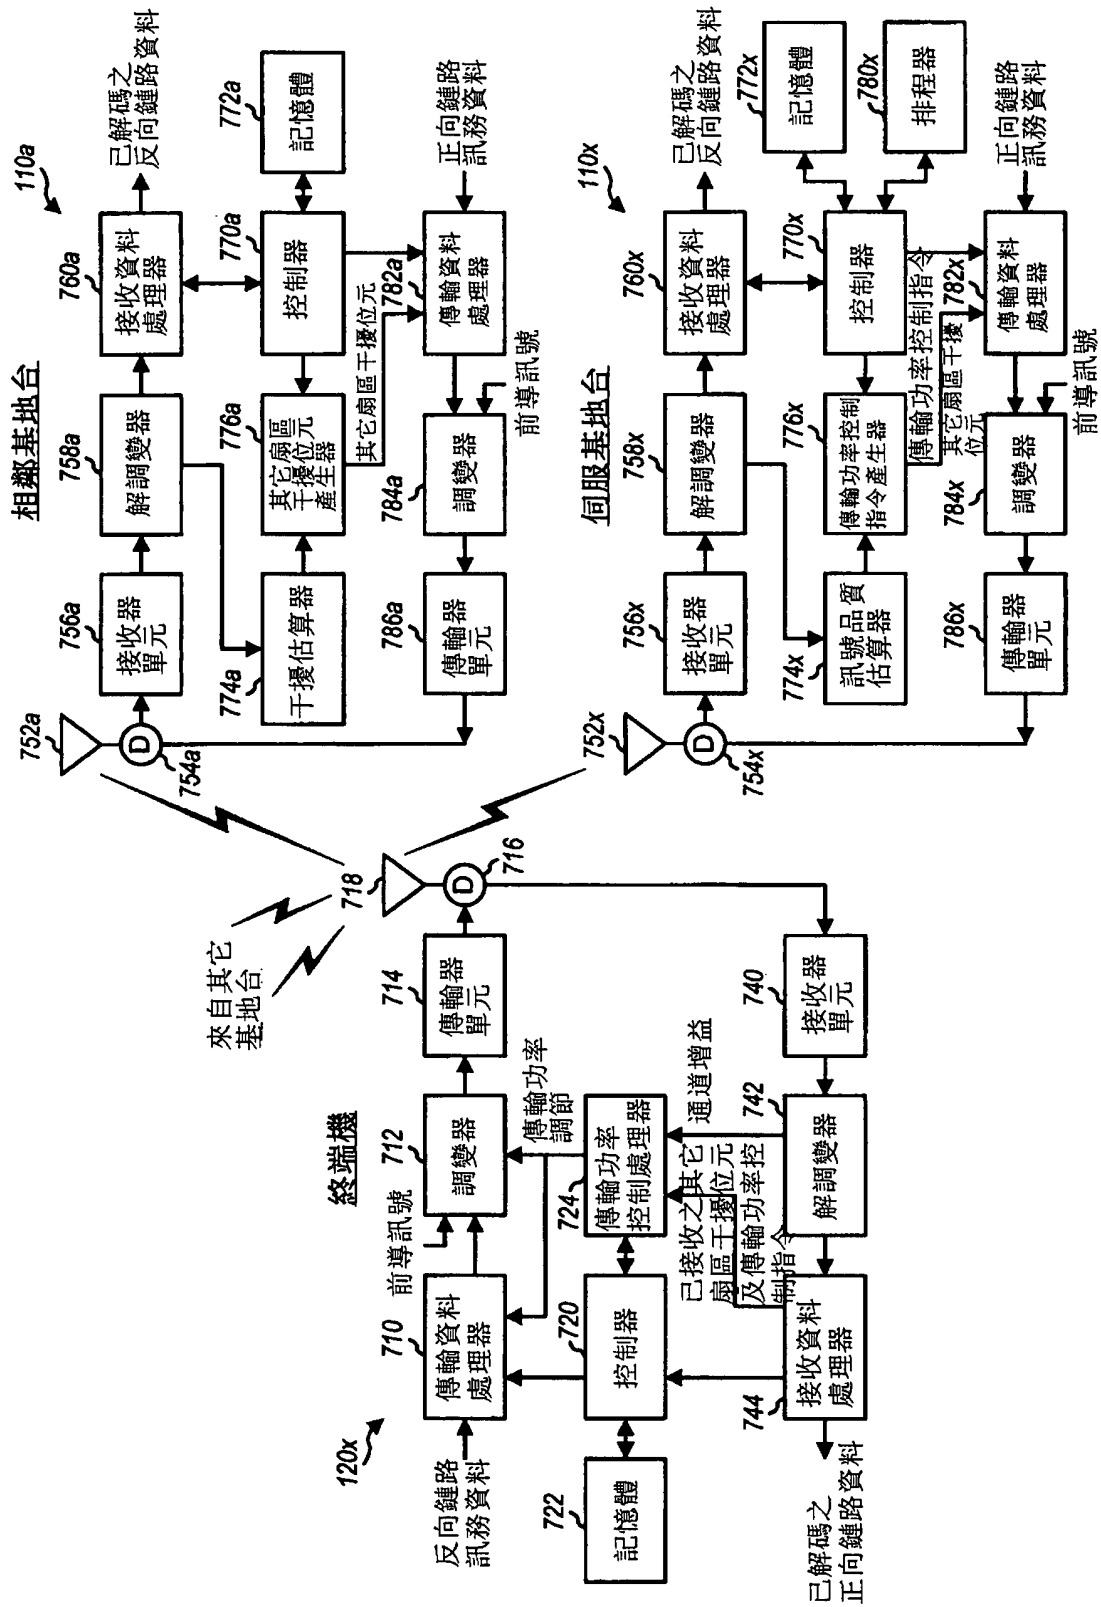 120x
終端機
反向鏈路
訊務資料
710
傳輸資料
處理器
前導訊號
712
調變器
714
傳輸器
單元
716
D
718
來自其它
基地台
傳輸功率
調節
722
記憶體
720
控制器
724
傳輸功率
控制處理器
通道增益
已接收之其它
扇區干擾位元
及傳輸功率控
制指令
740
接收器
單元
742
解調變器
744
接收資料
處理器
已解碼之
正向鏈路資料
相鄰基地台
110a
752a
D
754a
756a
接收器
單元
758a
解調變器
760a
接收資料
處理器
已解碼之
反向鏈路資料
774a
干擾估算器
776a
其它扇區
干擾位元
產生器
770a
控制器
772a
記憶體
其它扇區干擾位元
786a
傳輸器
單元
784a
調變器
782a
傳輸資料
處理器
正向鏈路
訊務資料
前導訊號
伺服基地台
110x
752x
D
754x
756x
接收器
單元
758x
解調變器
760x
接收資料
處理器
已解碼之
反向鏈路資料
774x
訊號品質
估算器
776x
傳輸功率控制
指令產生器
770x
控制器
772x
記憶體
780x
排程器
傳輸功率控制指令
其它扇區干擾
位元
786x
傳輸器
單元
784x
調變器
782x
傳輸資料
處理器
正向鏈路
訊務資料
前導訊號